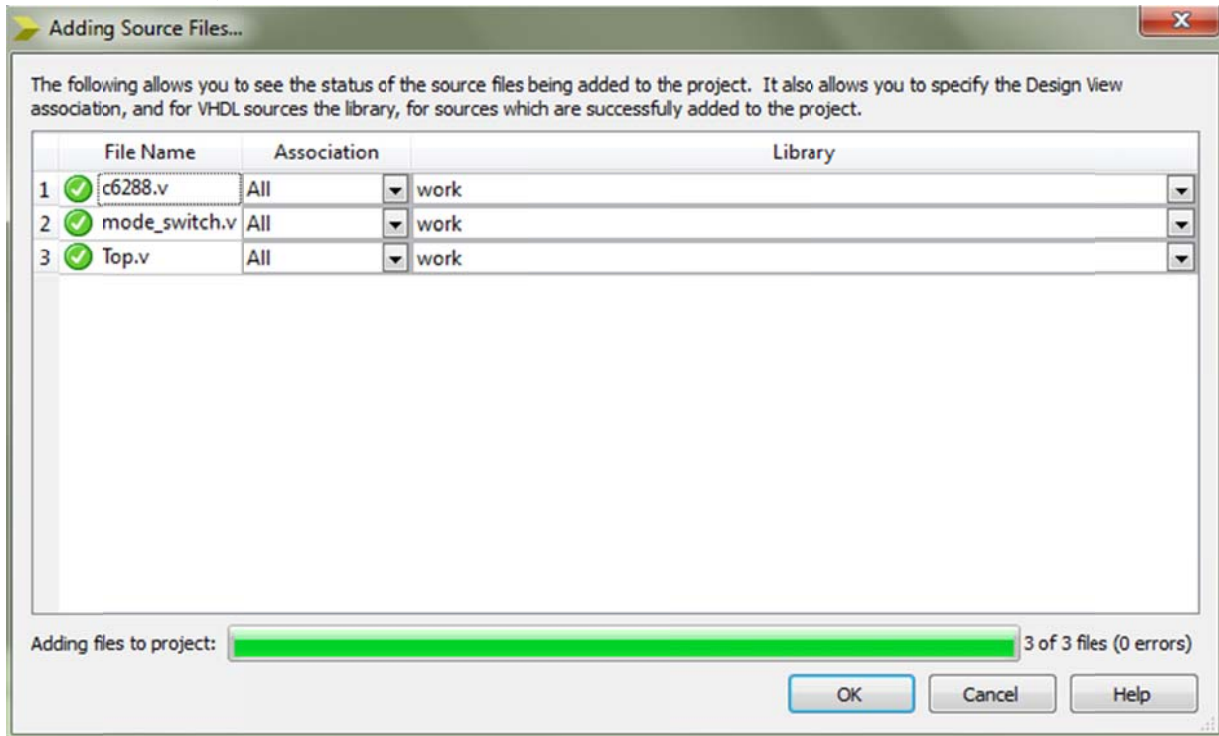 Adding Source Files...
The following allows you to see the status of the source files being added to the project. It also allows you to specify the Design View
association, and for VHDL sources the library, for sources which are successfully added to the project.
File Name Association Library
1 c6288.v All work
2 mode_switch.v All work
3 Top.v All work
Adding files to project: 3 of 3 files (0 errors)
OK Cancel Help